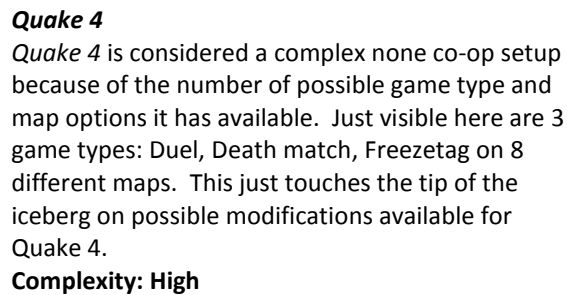 Quake 4
Quake 4 is considered a complex none co-op setup
because of the number of possible game type and
map options it has available.  Just visible here are 3
game types: Duel, Death match, Freezetag on 8
different maps.  This just touches the tip of the
iceberg on possible modifications available for
Quake 4.
Complexity: High